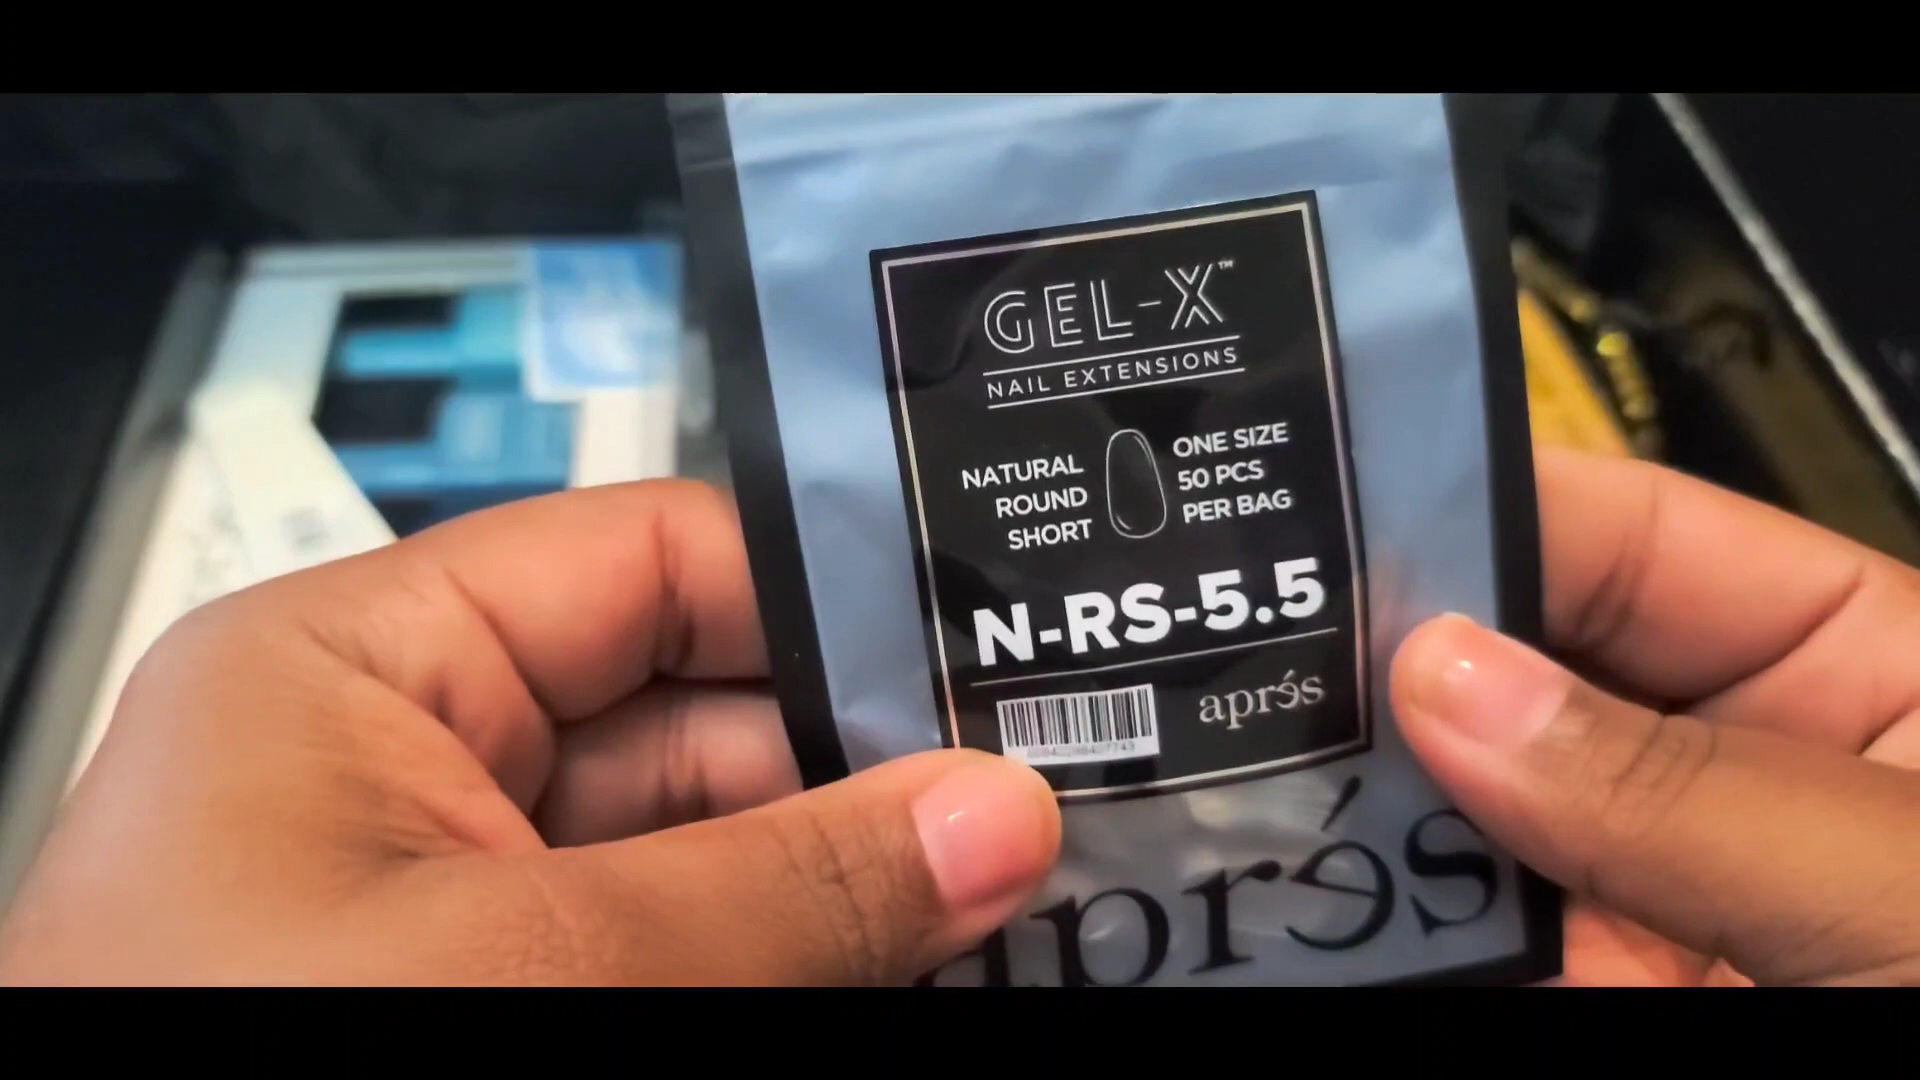 GEL-X™
NAIL EXTENSIONS
NATURAL
ROUND
SHORT
ONE SIZE
50 PCS
PER BAG
N-RS-5.5
aprés
aprés